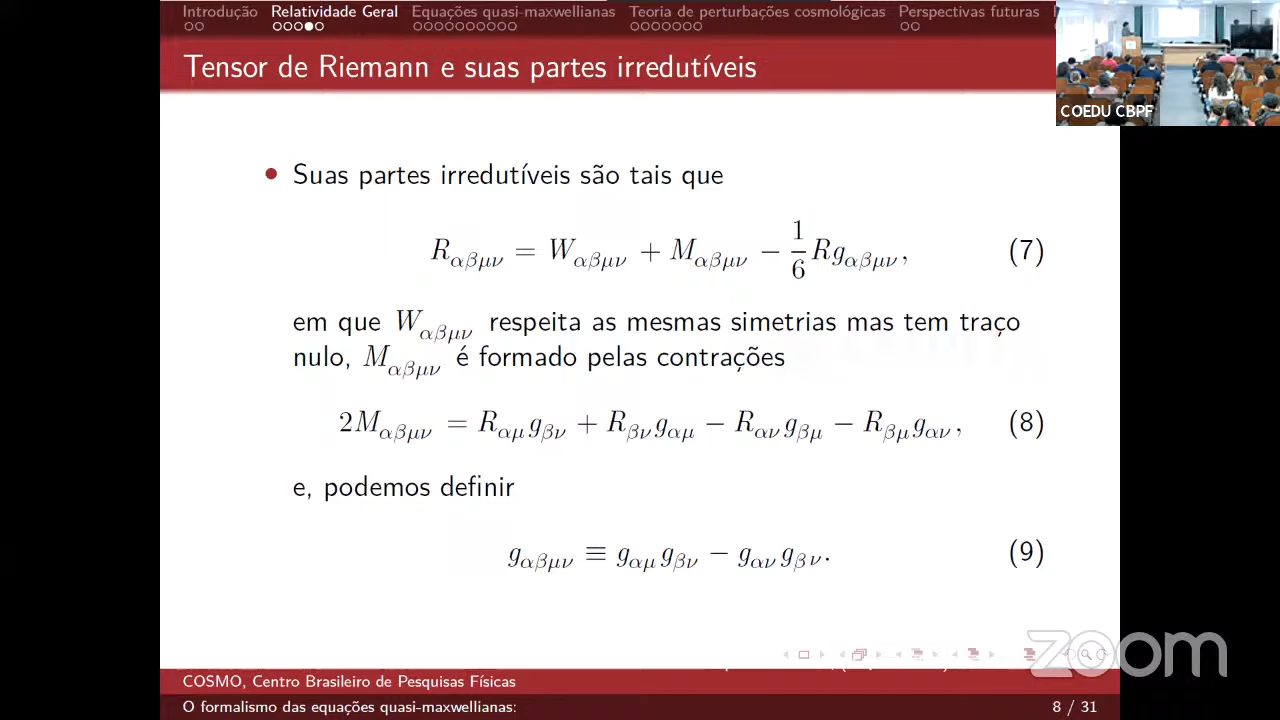 Introdução Relatividade Geral Equações quasi-maxwellianas Teoria de perturbações cosmológicas Perspectivas futuras
COEDU CBPF
Tensor de Riemann e suas partes irredutíveis
• Suas partes irredutíveis são tais que
R_{αβμν} = W_{αβμν} + M_{αβμν} − \frac{1}{6} R g_{αβμν}, (7)
em que W_{αβμν} respeita as mesmas simetrias mas tem traço
nulo, M_{αβμν} é formado pelas contrações
2M_{αβμν} = R_{αμ} g_{βν} + R_{βν} g_{αμ} − R_{αν} g_{βμ} − R_{βμ} g_{αν}, (8)
e, podemos definir
g_{αβμν} ≡ g_{αμ} g_{βν} − g_{αν} g_{βν}. (9)
zoom
COSMO, Centro Brasileiro de Pesquisas Físicas
O formalismo das equações quasi-maxwellianas: 8 / 31